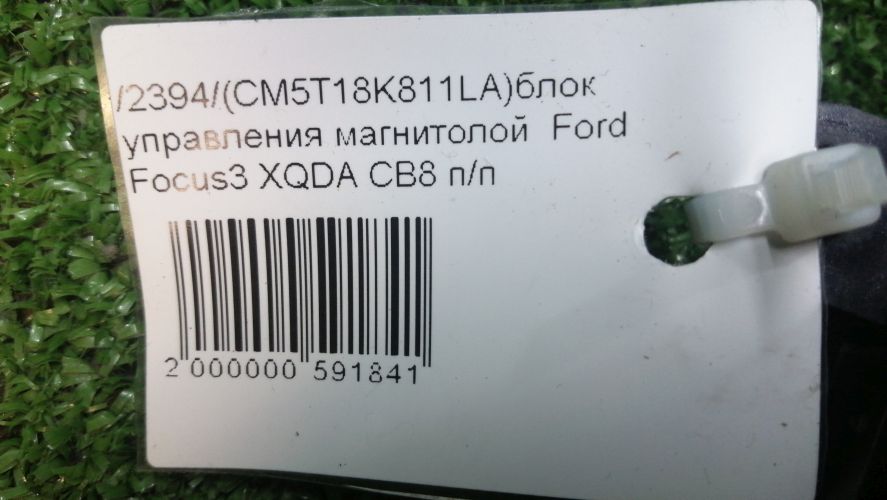 /2394/(CM5T18K811LA)блок
управления магнитолой Ford
Focus3 XQDA CB8 п/п
2 000000 591841